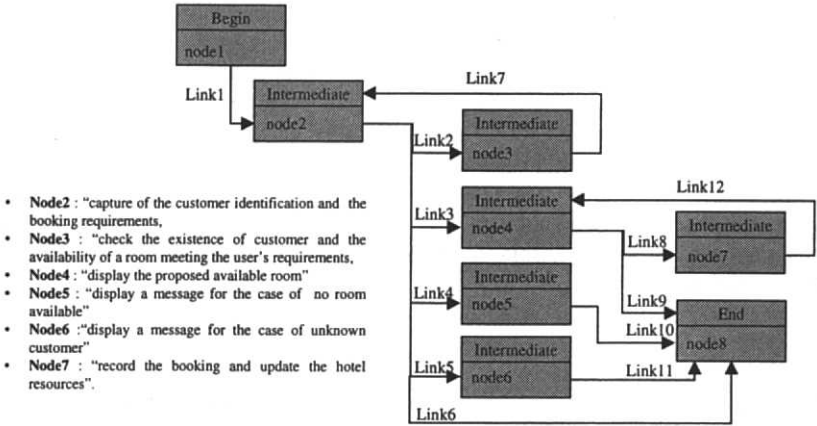 Begin
node1
Link1
Intermediate
node2
Link7
Link2
Intermediate
node3
Link3
Intermediate
node4
Link12
Link8
Intermediate
node7
Link4
Intermediate
node5
Link9
Link10
End
node8
Link5
Intermediate
node6
Link11
Link6
• Node2 : “capture of the customer identification and the
booking requirements,
• Node3 : “check the existence of customer and the
availability of a room meeting the user's requirements,
• Node4 : “display the proposed available room”
• Node5 : “display a message for the case of no room
available”
• Node6 :“display a message for the case of unknown
customer”
• Node7 : “record the booking and update the hotel
resources”.